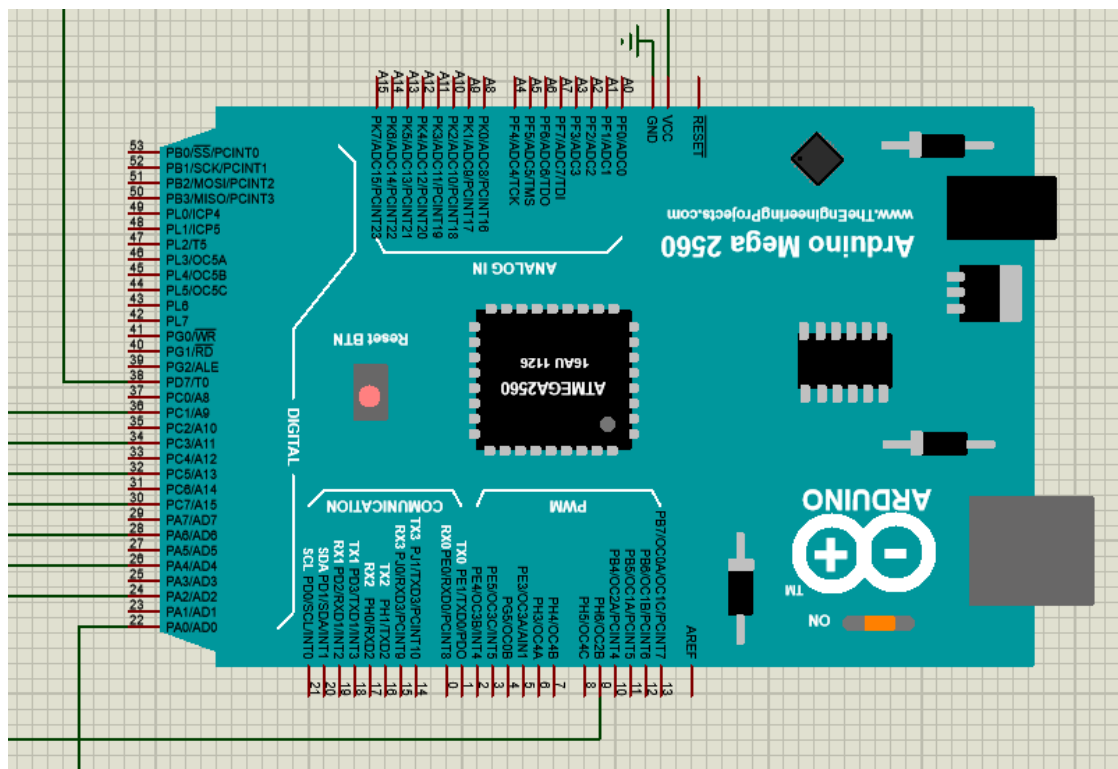 A15
A14
A13
A12
A11
A10
A9
A8
A4
A5
A6
A7
A3
A2
A1
A0
PK7/ADC15/PCINT23
PK6/ADC14/PCINT22
PK5/ADC13/PCINT21
PK4/ADC12/PCINT20
PK3/ADC11/PCINT19
PK2/ADC10/PCINT18
PK1/ADC9/PCINT17
PK0/ADC8/PCINT16
PF4/ADC4/TCK
PF5/ADC5/TMS
PF6/ADC6/TDO
PF7/ADC7/TDI
PF3/ADC3
PF2/ADC2
PF1/ADC1
PF0/ADC0
GND
VCC
RESET
53 PB0/SS/PCINT0
52 PB1/SCK/PCINT1
51 PB2/MOSI/PCINT2
50 PB3/MISO/PCINT3
49 PL0/ICP4
48 PL1/ICP5
47 PL2/T5
46 PL3/OC5A
45 PL4/OC5B
44 PL5/OC5C
43 PL6
42 PL7
41 PG0/WR
40 PG1/RD
39 PG2/ALE
38 PD7/T0
37 PC0/A8
36 PC1/A9
35 PC2/A10
34 PC3/A11
33 PC4/A12
32 PC5/A13
31 PC6/A14
30 PC7/A15
29 PA7/AD7
28 PA6/AD6
27 PA5/AD5
26 PA4/AD4
25 PA3/AD3
24 PA2/AD2
23 PA1/AD1
22 PA0/AD0
www.TheEngineeringProjects.com
Arduino Mega 2560
ANALOG IN
Reset BTN
16AU 1126
ATMEGA2560
DIGITAL
COMUNICATION
PWM
ARDUINO
TM
ON
AREF
SCL PD0/SCL/INT0
SDA PD1/SDA/INT1
RX1 PD2/RXD1/INT2
TX1 PD3/TXD1/INT3
RX2 PH0/RXD2
TX2 PH1/TXD2
RX3 PJ0/RXD3/PCINT9
TX3 PJ1/TXD3/PCINT10
RX0 PE0/RXD0/PCINT8
TX0 PE1/TXD0/PDO
PE4/OC3B/INT4
PE5/OC3C/INT5
PG5/OC0B
PE3/OC3A/AIN1
PH3/OC4A
PH4/OC4B
PH5/OC4C
PH6/OC2B
PB4/OC2A/PCINT4
PB5/OC1A/PCINT5
PB6/OC1B/PCINT6
PB7/OC0A/OC1C/PCINT7
21
20
19
18
17
16
15
14
0
1
2
3
4
5
6
7
8
9
10
11
12
13